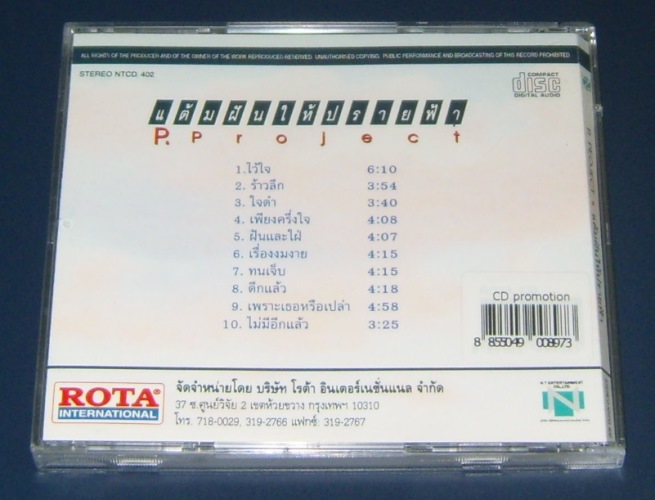 ALL RIGHTS OF THE PRODUCER AND OF THE OWNER OF THE WORK REPRODUCED RESERVED. UNAUTHORISED COPYING. PUBLIC PERFORMANCE AND BROADCASTING OF THIS RECORD PROHIBITED
STEREO NTCD. 402
COMPACT
disc
DIGITAL AUDIO
แต้มฝันให้ปรายฟ้า
P. Project
1.ไว้ใจ 6:10
2. ร้าวลึก 3:54
3. ใจดำ 3:40
4. เพียงครึ่งใจ 4:08
5. ฝันและใฝ่ 4:07
6. เรื่องงมงาย 4:15
7. ทนเจ็บ 4:15
8. ดึกแล้ว 4:18
9. เพราะเธอหรือเปล่า 4:58
10. ไม่มีอีกแล้ว 3:25
CD promotion
8 855049 008973
ROTA®
INTERNATIONAL
จัดจำหน่ายโดย บริษัท โรต้า อินเตอร์เนชั่นแนล จำกัด
37 ซ.ศูนย์วิจัย 2 เขตห้วยขวาง กรุงเทพฯ 10310
โทร. 718-0029, 319-2766 แฟกซ์: 319-2767
N.T ENTERTAINMENT
CO.,LTD.
N